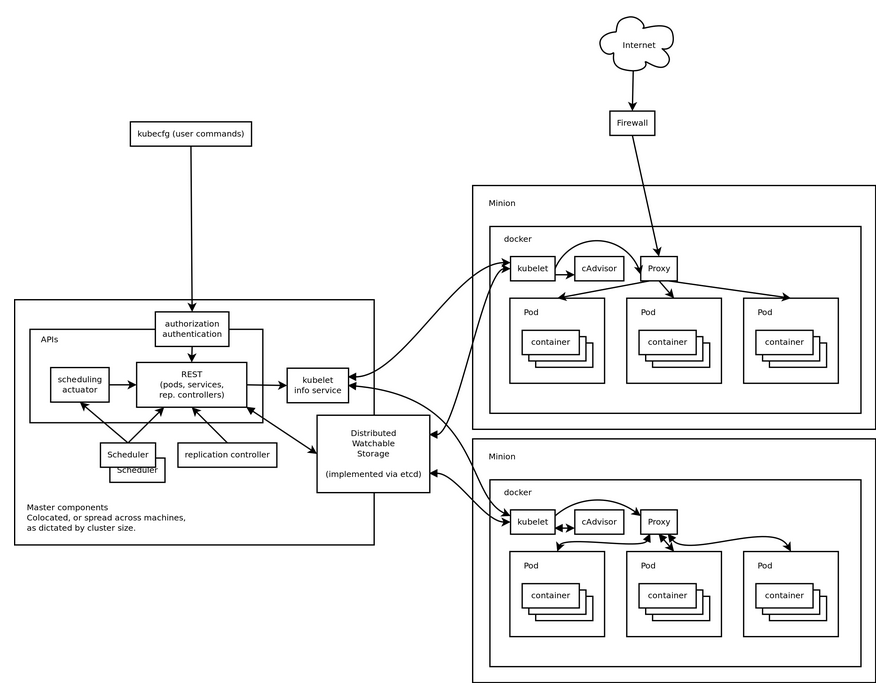 Internet
Firewall
kubecfg (user commands)
Minion
docker
kubelet
cAdvisor
Proxy
Pod
container
Pod
container
Pod
container
authorization
authentication
APIs
scheduling
actuator
REST
(pods, services,
rep. controllers)
kubelet
info service
Scheduler
Scheduler
replication controller
Distributed
Watchable
Storage
(implemented via etcd)
Master components
Colocated, or spread across machines,
as dictated by cluster size.
Minion
docker
kubelet
cAdvisor
Proxy
Pod
container
Pod
container
Pod
container